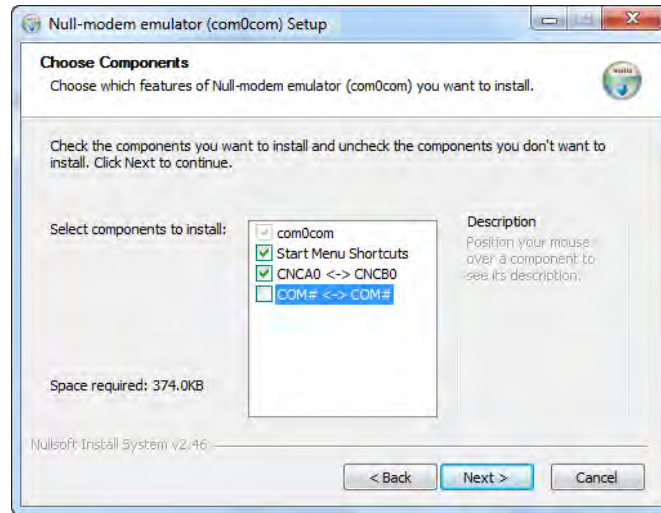 Null-modem emulator (com0com) Setup
Choose Components
Choose which features of Null-modem emulator (com0com) you want to install.
Check the components you want to install and uncheck the components you don't want to
install. Click Next to continue.
Select components to install:
com0com
Start Menu Shortcuts
CNCA0 <-> CNCB0
COM# <-> COM#
Description
Position your mouse
over a component to
see its description.
Space required: 374.0KB
Nullsoft Install System v2.46
< Back
Next >
Cancel